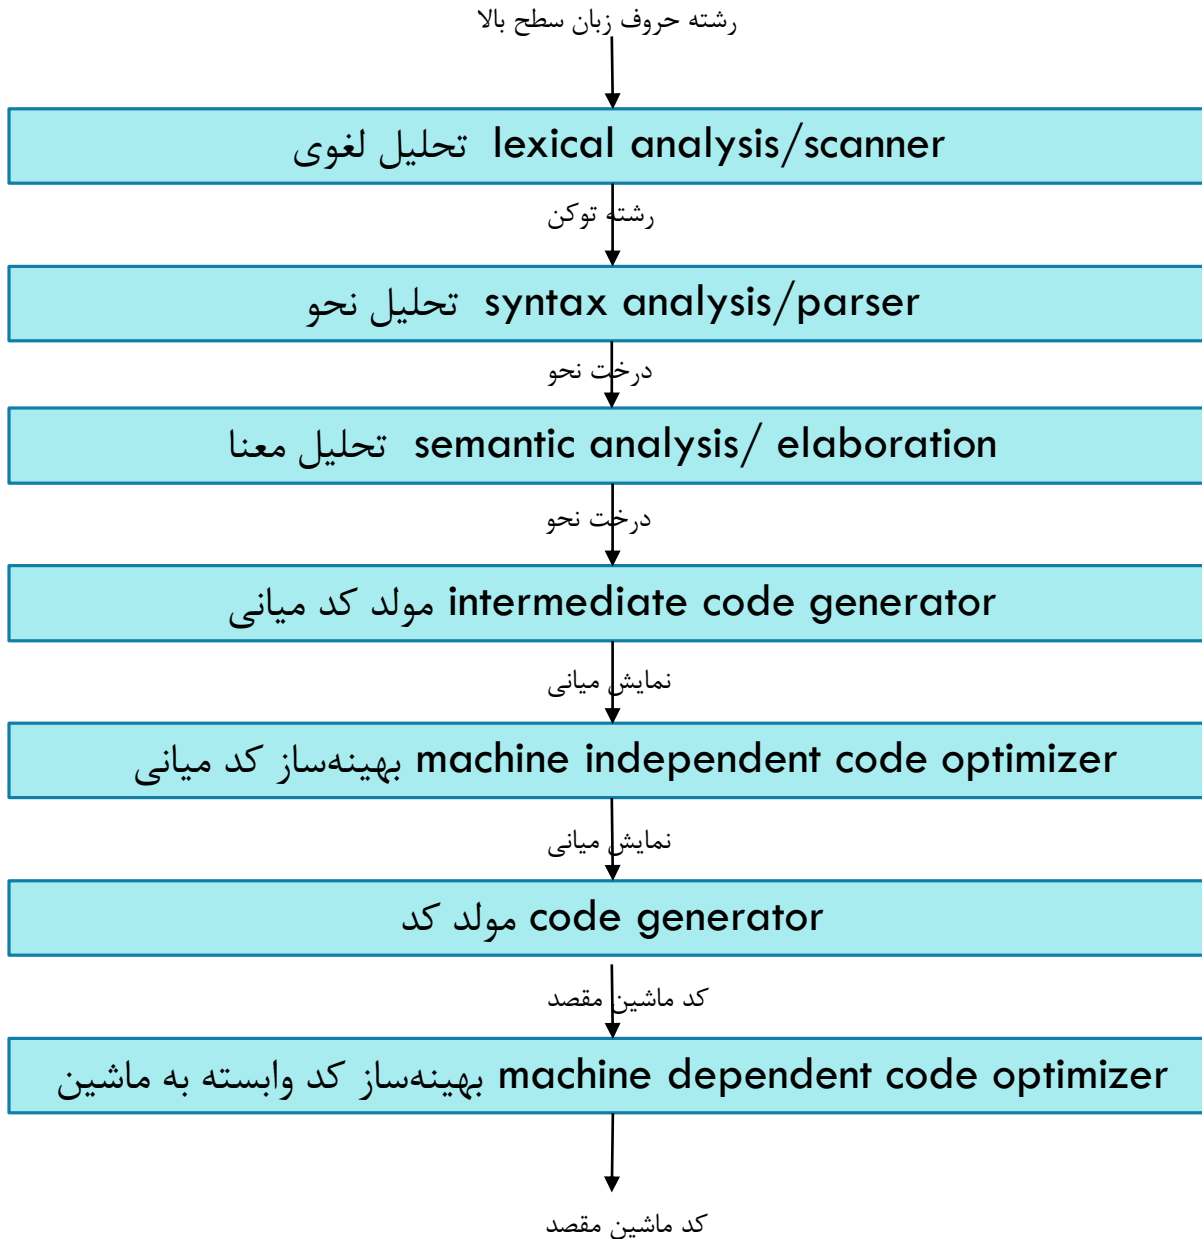 رشته حروف زبان سطح بالا
تحلیل لغوی lexical analysis/scanner
رشته توکن
تحلیل نحو syntax analysis/parser
درخت نحو
تحلیل معنا semantic analysis/ elaboration
درخت نحو
مولد کد میانی intermediate code generator
نمایش میانی
بهینه‌ساز کد میانی machine independent code optimizer
نمایش میانی
مولد کد code generator
کد ماشین مقصد
بهینه‌ساز کد وابسته به ماشین machine dependent code optimizer
کد ماشین مقصد